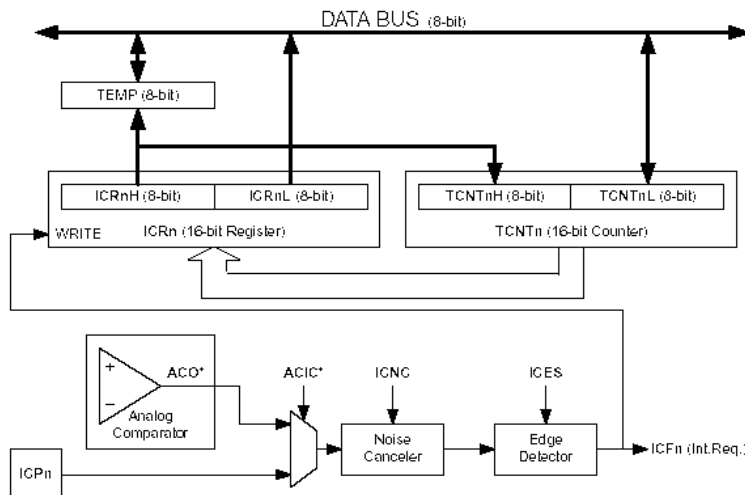 DATA BUS (8-bit)
TEMP (8-bit)
ICRnH (8-bit) ICRnL (8-bit) TCNTnH (8-bit) TCNTnL (8-bit)
WRITE ICRn (16-bit Register) TCNTn (16-bit Counter)
ACO* ACIC* ICNC ICES
+
−
Analog
Comparator
Noise
Canceler
Edge
Detector
ICFn (Int.Req.)
ICPn